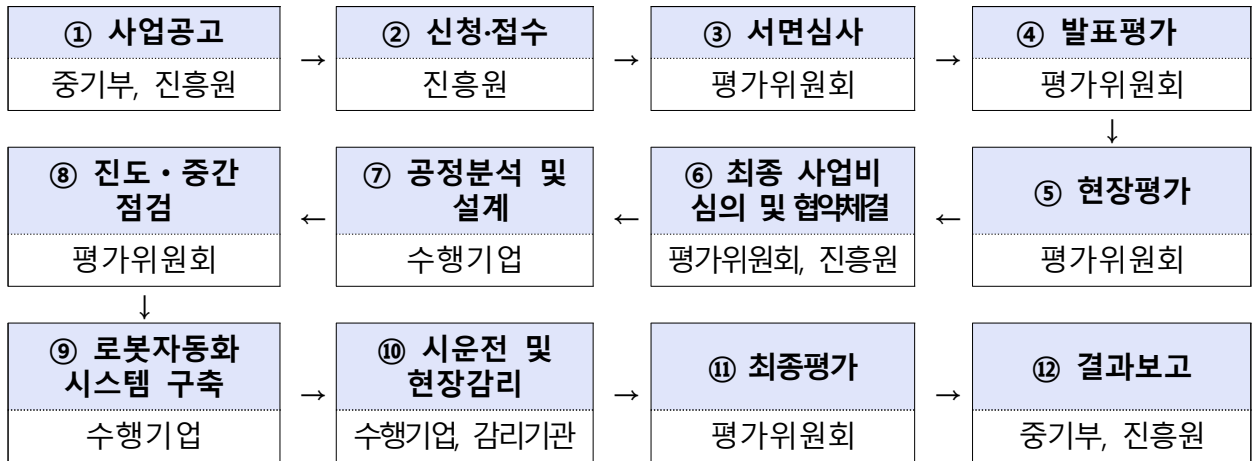 ① 사업공고
중기부, 진흥원
→
② 신청·접수
진흥원
→
③ 서면심사
평가위원회
→
④ 발표평가
평가위원회
↓
⑤ 현장평가
평가위원회
←
⑥ 최종 사업비
심의 및 협약체결
평가위원회, 진흥원
←
⑦ 공정분석 및
설계
수행기업
←
⑧ 진도・중간
점검
평가위원회
↓
⑨ 로봇자동화
시스템 구축
수행기업
→
⑩ 시운전 및
현장감리
수행기업, 감리기관
→
⑪ 최종평가
평가위원회
→
⑫ 결과보고
중기부, 진흥원